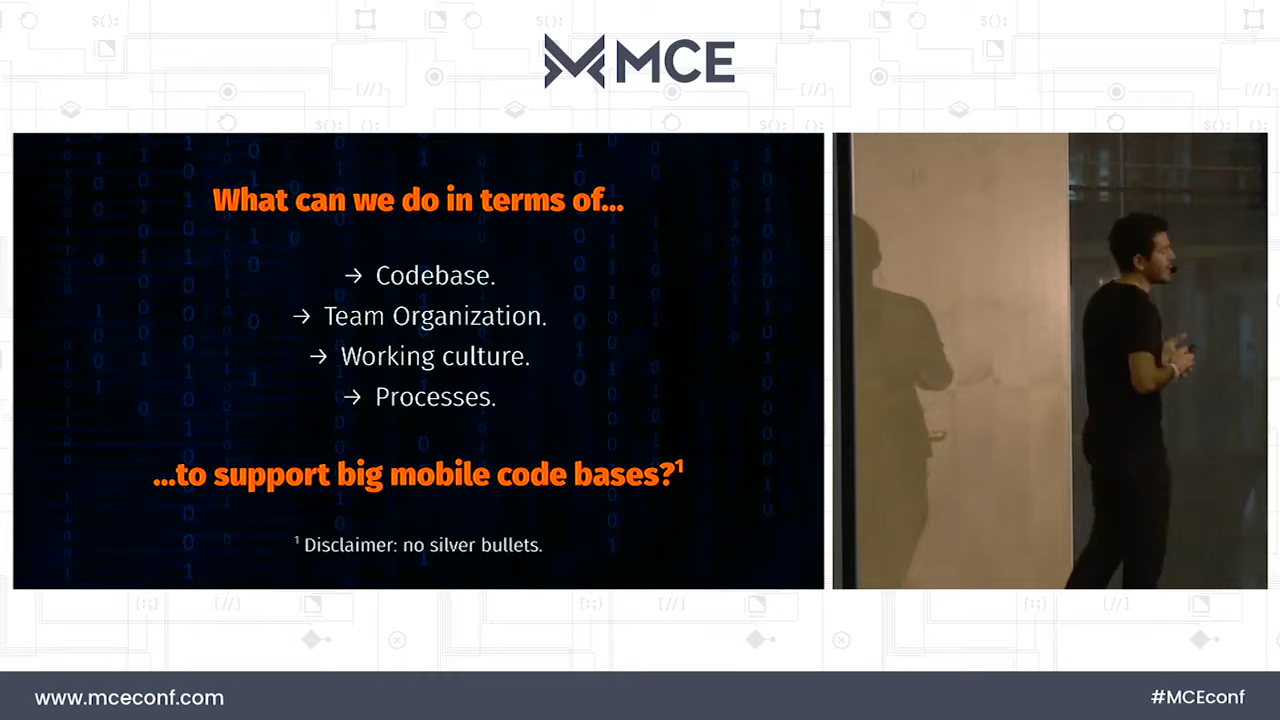 MCE
What can we do in terms of...
→ Codebase.
→ Team Organization.
→ Working culture.
→ Processes.
...to support big mobile code bases?¹
¹ Disclaimer: no silver bullets.
www.mceconf.com
#MCEconf